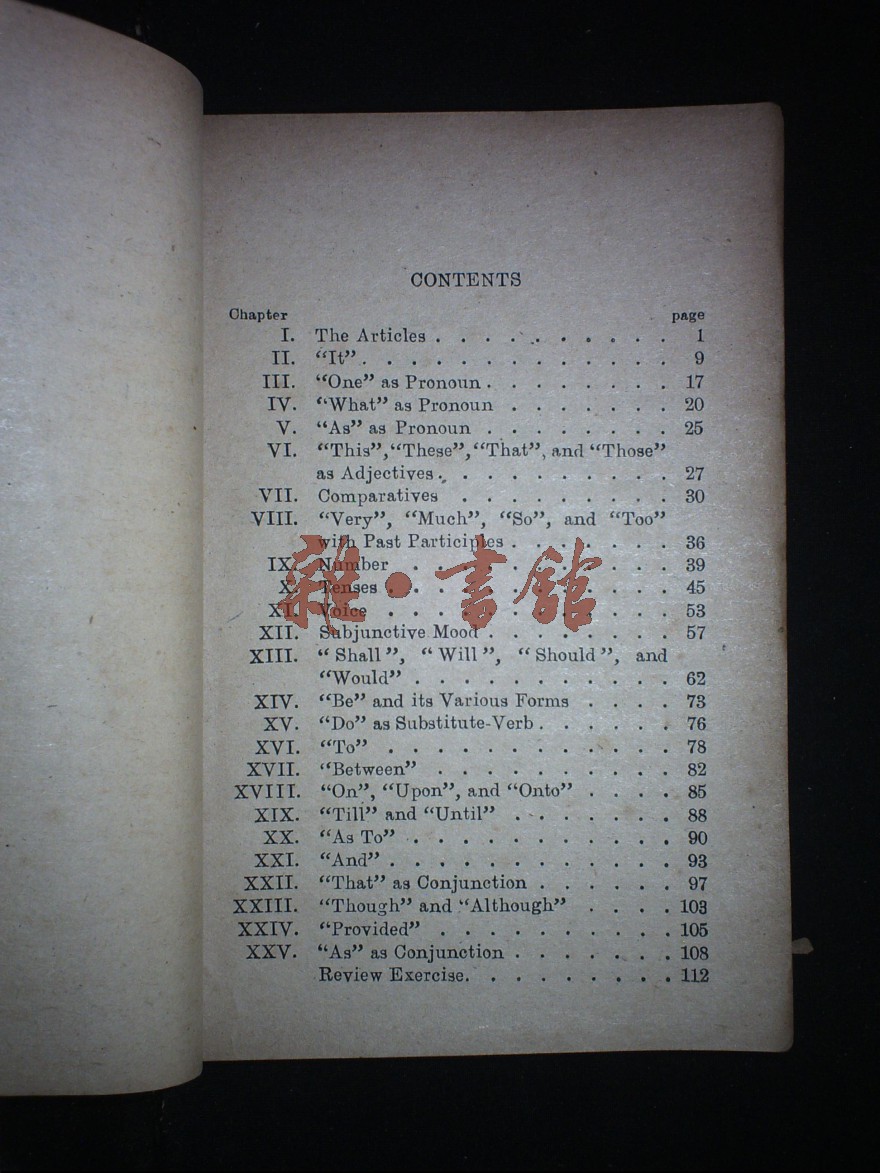 CONTENTS
Chapter page
I. The Articles . . . . . . . . . . 1
II. “It” . . . . . . . . . . . . . 9
III. “One” as Pronoun . . . . . . . . 17
IV. “What” as Pronoun . . . . . . . 20
V. “As” as Pronoun . . . . . . . . 25
VI. “This”, “These”, “That”, and “Those”
as Adjectives . . . . . . . . . . 27
VII. Comparatives . . . . . . . . . 30
VIII. “Very”, “Much”, “So”, and “Too”
with Past Participles . . . . . . . 36
IX. Number . . . . . . . . . . . 39
X. Tenses . . . . . . . . . . . . 45
XI. Voice . . . . . . . . . . . . 53
XII. Subjunctive Mood . . . . . . . . 57
XIII. “Shall”, “Will”, “Should”, and
“Would” . . . . . . . . . . . 62
XIV. “Be” and its Various Forms . . . . 73
XV. “Do” as Substitute-Verb . . . . . . 76
XVI. “To” . . . . . . . . . . . . 78
XVII. “Between” . . . . . . . . . . 82
XVIII. “On”, “Upon”, and “Onto” . . . . 85
XIX. “Till” and “Until” . . . . . . . 88
XX. “As To” . . . . . . . . . . . 90
XXI. “And” . . . . . . . . . . . . 93
XXII. “That” as Conjunction . . . . . . 97
XXIII. “Though” and “Although” . . . . 103
XXIV. “Provided” . . . . . . . . . . 105
XXV. “As” as Conjunction . . . . . . . 108
Review Exercise. . . . . . . . . 112
雜·書館